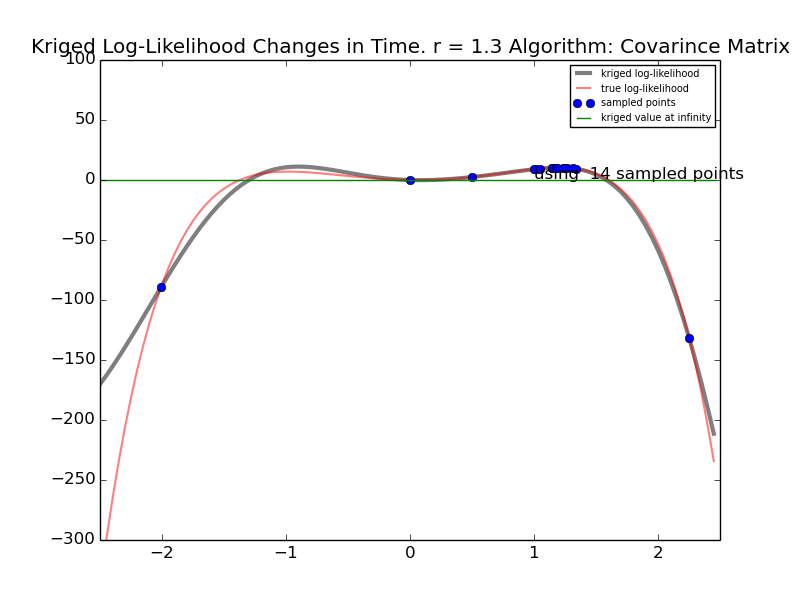 Kriged Log-Likelihood Changes in Time. r = 1.3 Algorithm: Covarince Matrix
100
50
0
−50
−100
−150
−200
−250
−300
−2
−1
0
1
2
kriged log-likelihood
true log-likelihood
sampled points
kriged value at infinity
using 14 sampled points